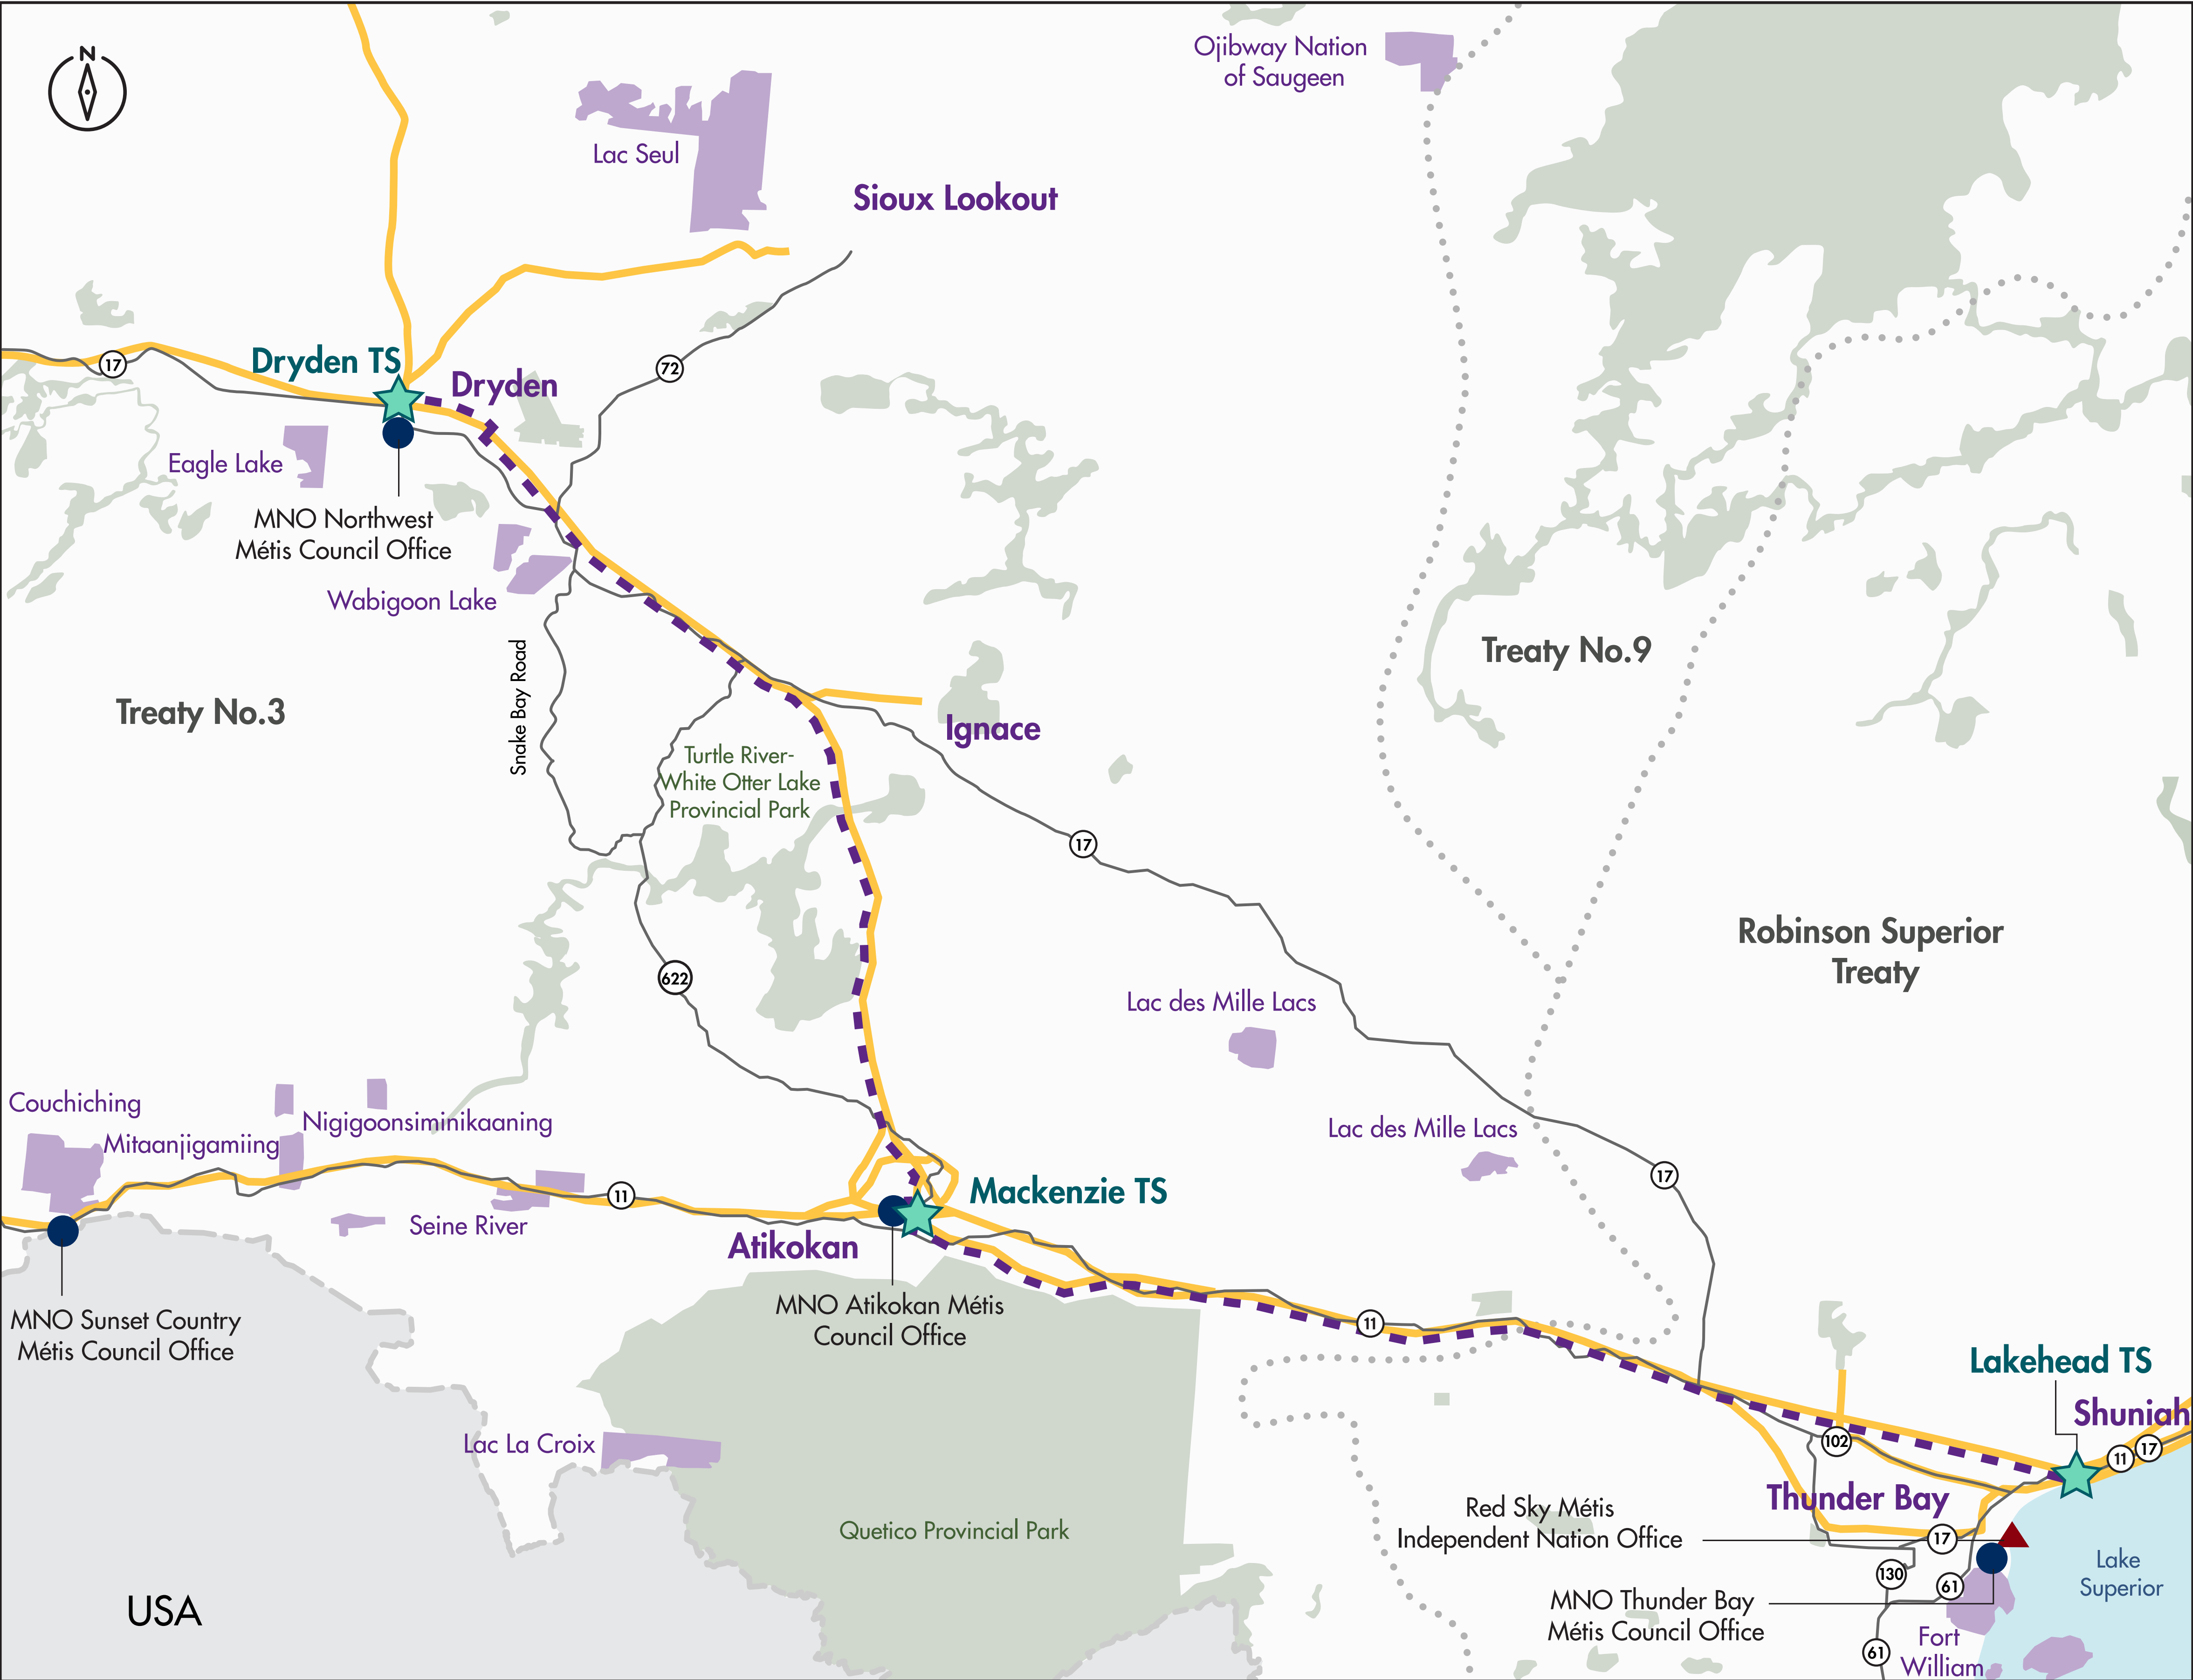 N
Ojibway Nation
of Saugeen
Lac Seul
Sioux Lookout
17
Dryden TS
72
Dryden
Eagle Lake
MNO Northwest
Métis Council Office
Wabigoon Lake
Snake Bay Road
Treaty No.9
Treaty No.3
Ignace
Turtle River-
White Otter Lake
Provincial Park
17
Robinson Superior
Treaty
622
Lac des Mille Lacs
Couchiching
Nigigoonsiminikaaning
Mitaanjigamiing
Lac des Mille Lacs
17
11
Mackenzie TS
Seine River
Atikokan
MNO Atikokan Métis
Council Office
MNO Sunset Country
Métis Council Office
11
Lakehead TS
Shuniah
102
11
17
Lac La Croix
Thunder Bay
Red Sky Métis
Independent Nation Office
17
Quetico Provincial Park
Lake
Superior
130
61
MNO Thunder Bay
Métis Council Office
USA
Fort
William
61